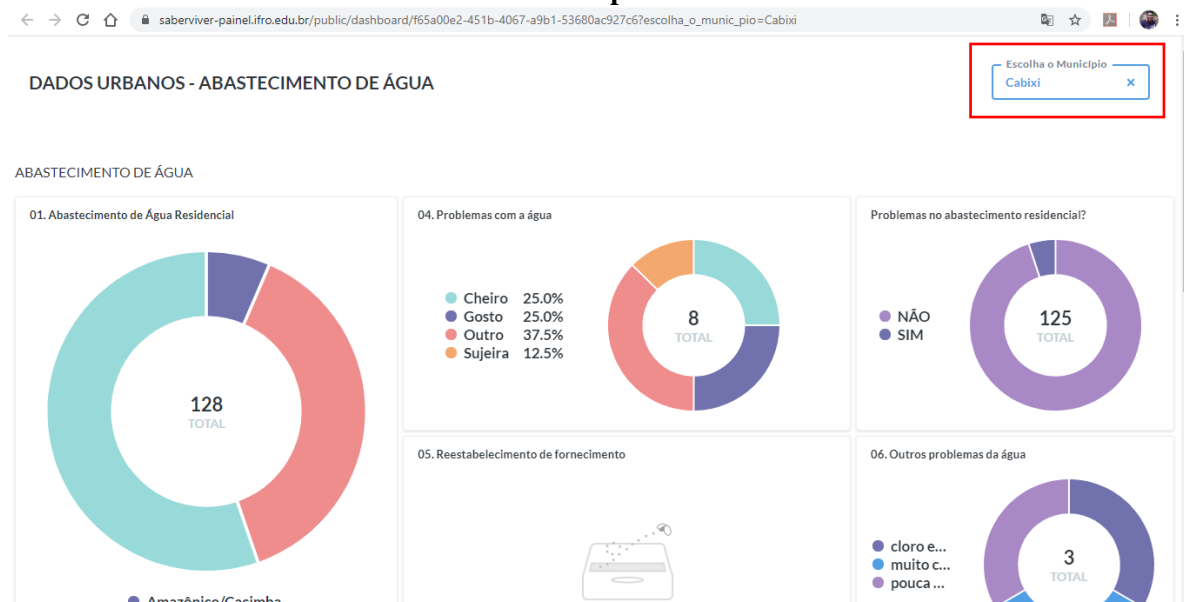 saberviver-painel.ifro.edu.br/public/dashboard/f65a00e2-451b-4067-a9b1-53680ac927c6?escolha_o_munic_pio=Cabixi
DADOS URBANOS - ABASTECIMENTO DE ÁGUA
Escolha o Município
Cabixi ×
ABASTECIMENTO DE ÁGUA
01. Abastecimento de Água Residencial
128
TOTAL
Amazônico/Cacimba
04. Problemas com a água
Cheiro 25.0%
Gosto 25.0%
Outro 37.5%
Sujeira 12.5%
8
TOTAL
Problemas no abastecimento residencial?
NÃO
SIM
125
TOTAL
05. Reestabelecimento de fornecimento
06. Outros problemas da água
cloro e...
muito c...
pouca ...
3
TOTAL